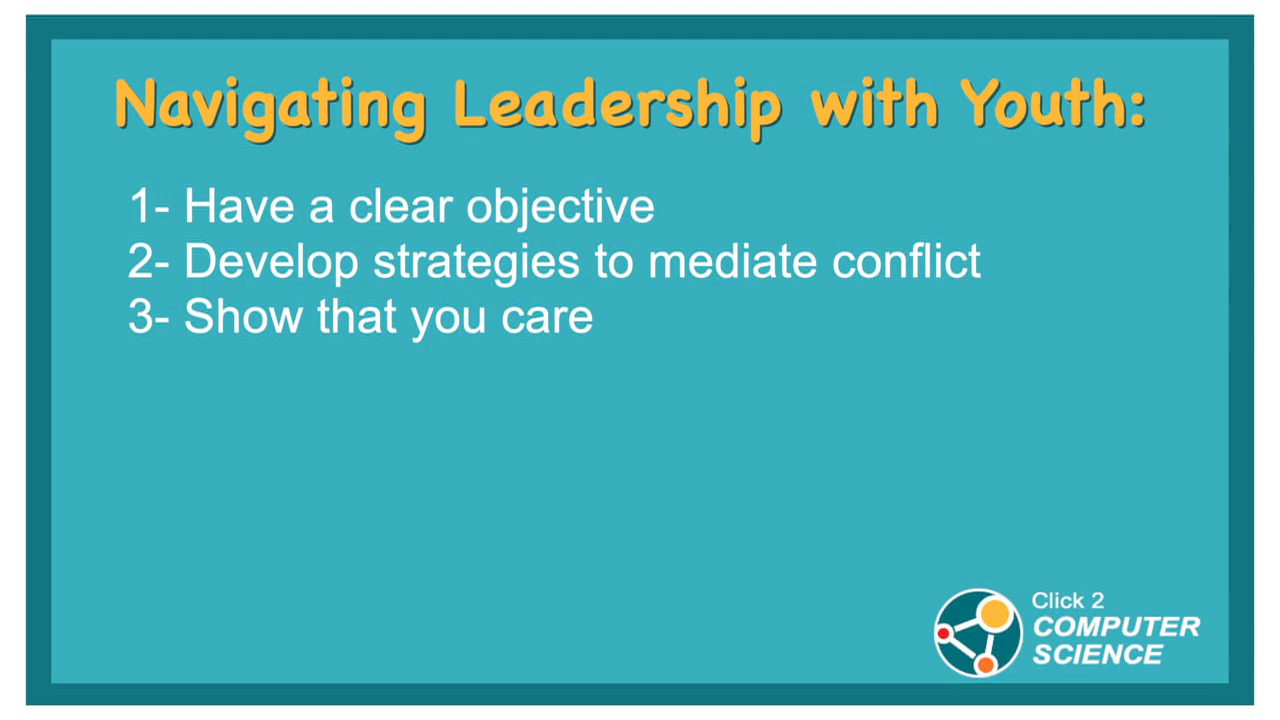 Navigating Leadership with Youth:
1- Have a clear objective
2- Develop strategies to mediate conflict
3- Show that you care
Click 2
COMPUTER
SCIENCE